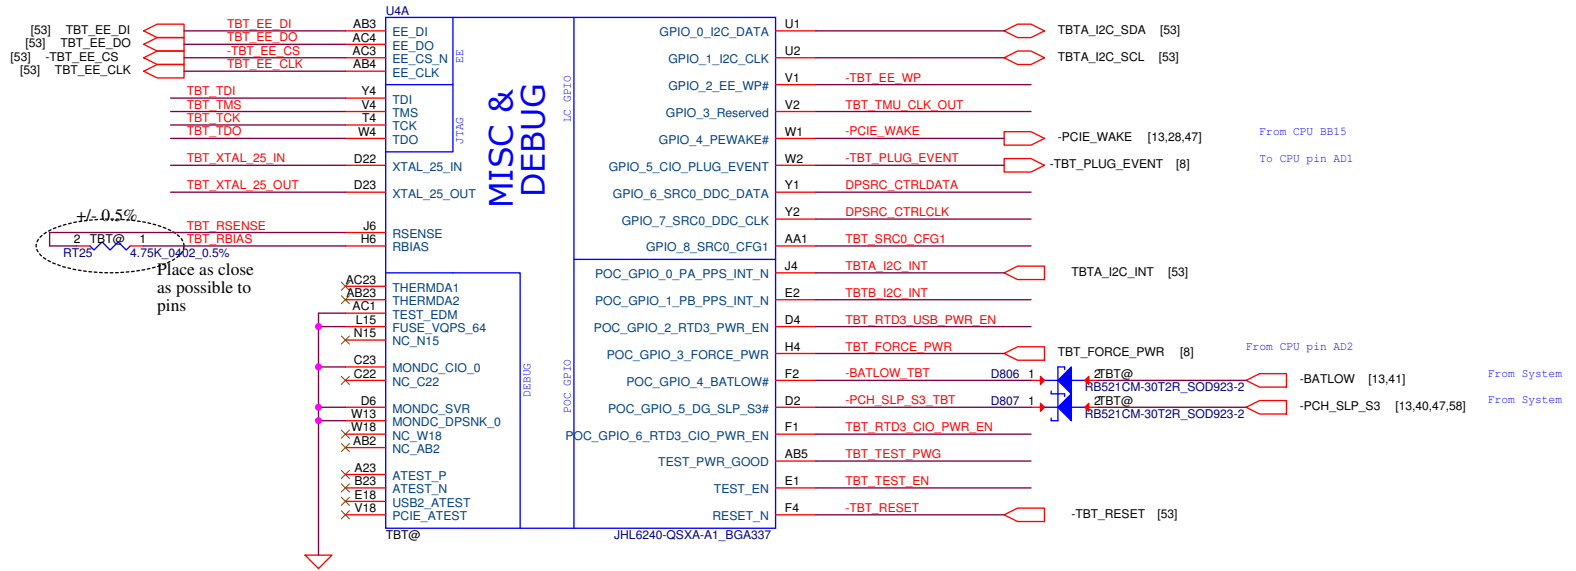 U4A
[53] TBT_EE_DI TBT_EE_DI AB3 EE_DI
[53] TBT_EE_DO TBT_EE_DO AC4 EE_DO
[53] -TBT_EE_CS -TBT_EE_CS AC3 EE_CS_N
[53] TBT_EE_CLK TBT_EE_CLK AB4 EE_CLK
EE
TBT_TDI Y4 TDI
TBT_TMS V4 TMS
TBT_TCK T4 TCK
TBT_TDO W4 TDO
JTAG
TBT_XTAL_25_IN D22 XTAL_25_IN
TBT_XTAL_25_OUT D23 XTAL_25_OUT
+/- 0.5%
TBT_RSENSE J6 RSENSE
2 TBT@ 1 TBT_RBIAS H6 RBIAS
RT25 4.75K_0402_0.5%
Place as close
as possible to
pins
AC23 THERMDA1
AB23 THERMDA2
AC1 TEST_EDM
L15 FUSE_VQPS_64
N15 NC_N15
C23 MONDC_CIO_0
C22 NC_C22
D6 MONDC_SVR
W13 MONDC_DPSNK_0
W18 NC_W18
AB2 NC_AB2
A23 ATEST_P
B23 ATEST_N
E18 USB2_ATEST
V18 PCIE_ATEST
DEBUG
TBT@
MISC &
DEBUG
LC GPIO
POC GPIO
GPIO_0_I2C_DATA U1 TBTA_I2C_SDA [53]
GPIO_1_I2C_CLK U2 TBTA_I2C_SCL [53]
GPIO_2_EE_WP# V1 -TBT_EE_WP
GPIO_3_Reserved V2 TBT_TMU_CLK_OUT
GPIO_4_PEWAKE# W1 -PCIE_WAKE -PCIE_WAKE [13,28,47] From CPU BB15
GPIO_5_CIO_PLUG_EVENT W2 -TBT_PLUG_EVENT -TBT_PLUG_EVENT [8] To CPU pin AD1
GPIO_6_SRC0_DDC_DATA Y1 DPSRC_CTRLDATA
GPIO_7_SRC0_DDC_CLK Y2 DPSRC_CTRLCLK
GPIO_8_SRC0_CFG1 AA1 TBT_SRC0_CFG1
POC_GPIO_0_PA_PPS_INT_N J4 TBTA_I2C_INT TBTA_I2C_INT [53]
POC_GPIO_1_PB_PPS_INT_N E2 TBTB_I2C_INT
POC_GPIO_2_RTD3_PWR_EN D4 TBT_RTD3_USB_PWR_EN
POC_GPIO_3_FORCE_PWR H4 TBT_FORCE_PWR TBT_FORCE_PWR [8] From CPU pin AD2
POC_GPIO_4_BATLOW# F2 -BATLOW_TBT D806 1 2 TBT@ -BATLOW [13,41] From System
RB521CM-30T2R_SOD923-2
POC_GPIO_5_DG_SLP_S3# D2 -PCH_SLP_S3_TBT D807 1 2 TBT@ -PCH_SLP_S3 [13,40,47,58] From System
RB521CM-30T2R_SOD923-2
POC_GPIO_6_RTD3_CIO_PWR_EN F1 TBT_RTD3_CIO_PWR_EN
TEST_PWR_GOOD AB5 TBT_TEST_PWG
TEST_EN E1 TBT_TEST_EN
RESET_N F4 -TBT_RESET -TBT_RESET [53]
JHL6240-QSXA-A1_BGA337